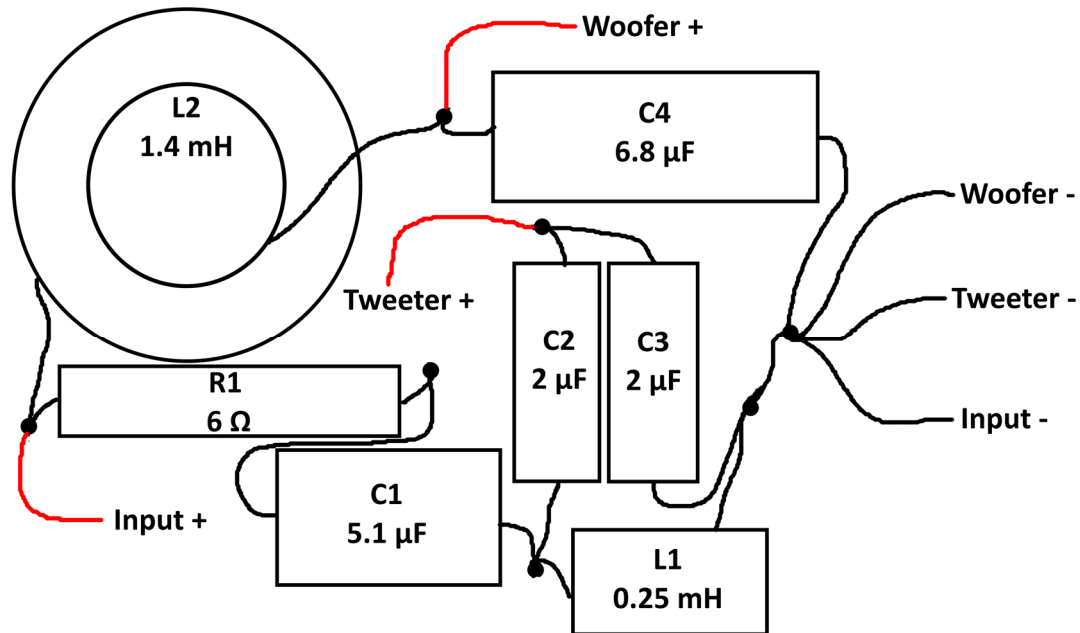 Woofer +
L2
1.4 mH
C4
6.8 µF
Woofer -
Tweeter +
Tweeter -
C2
2 µF
C3
2 µF
R1
6 Ω
Input -
C1
5.1 µF
Input +
L1
0.25 mH